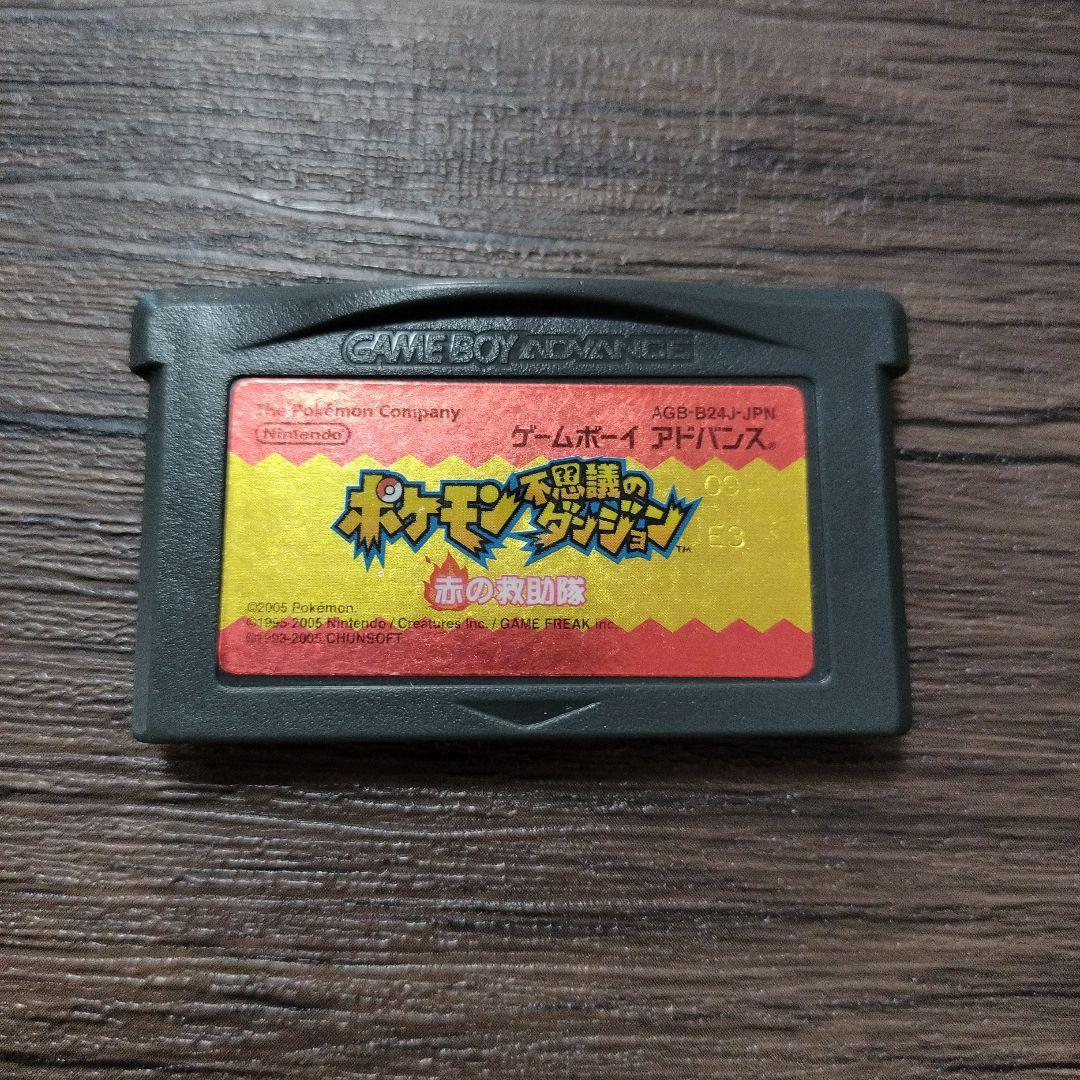 GAME BOY ADVANCE
The Pokémon Company
AGB-B24J-JPN
Nintendo
ゲームボーイ アドバンス®
ポケモン不思議のダンジョン™
赤の救助隊
©2005 Pokémon.
©1995-2005 Nintendo / Creatures Inc. / GAME FREAK inc.
©1993-2005 CHUNSOFT